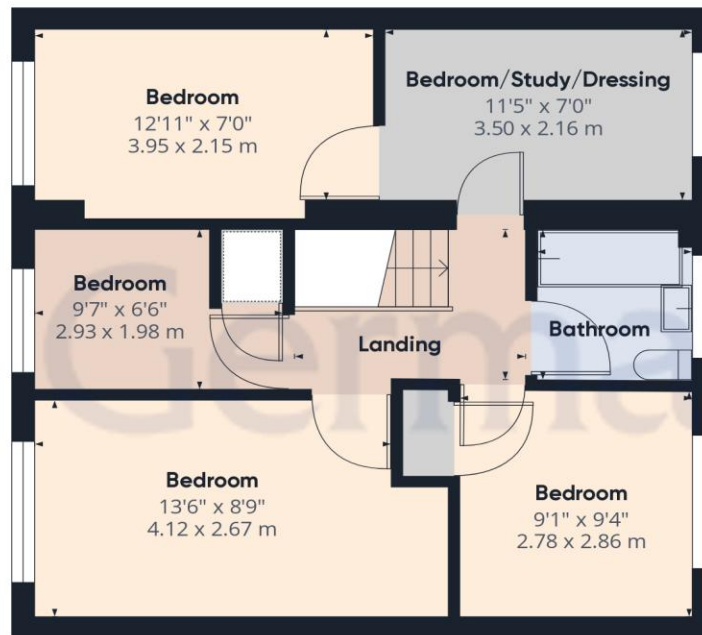 Bedroom
12'11" x 7'0"
3.95 x 2.15 m
Bedroom/Study/Dressing
11'5" x 7'0"
3.50 x 2.16 m
Bedroom
9'7" x 6'6"
2.93 x 1.98 m
Landing
Bathroom
Bedroom
13'6" x 8'9"
4.12 x 2.67 m
Bedroom
9'1" x 9'4"
2.78 x 2.86 m